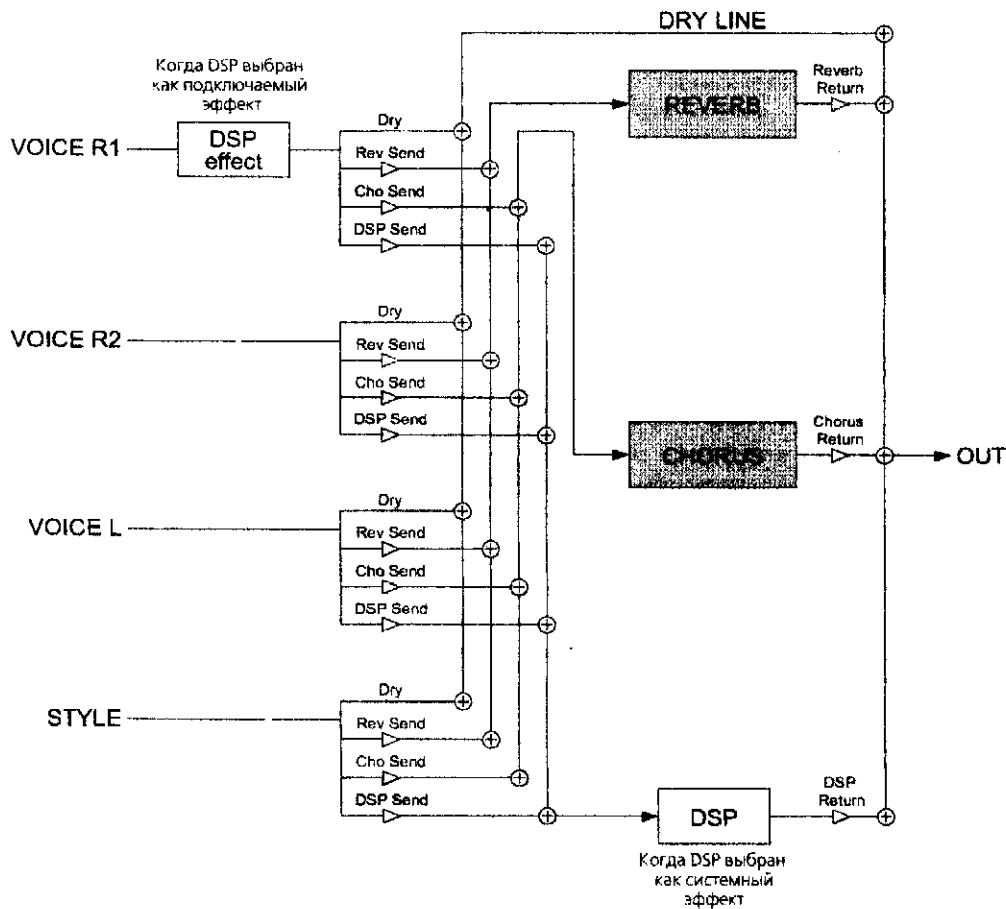 DRY LINE
Когда DSP выбран
как подключаемый
эффект
VOICE R1
DSP
effect
Dry
Rev Send
Cho Send
DSP Send
REVERB
Reverb
Return
VOICE R2
Dry
Rev Send
Cho Send
DSP Send
CHORUS
Chorus
Return
OUT
VOICE L
Dry
Rev Send
Cho Send
DSP Send
STYLE
Dry
Rev Send
Cho Send
DSP Send
DSP
DSP
Return
Когда DSP выбран
как системный
эффект